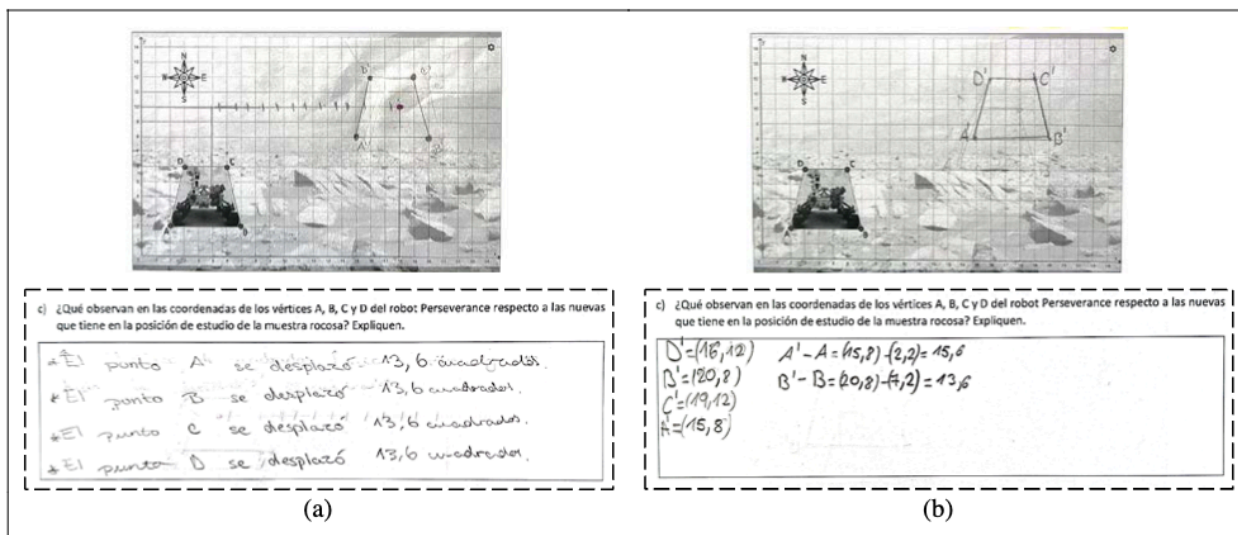 N
W E
S
D' C'
A' B'
D C
A B
N
W E
S
D' C'
A' B'
D C
A B
c) ¿Qué observan en las coordenadas de los vértices A, B, C y D del robot Perseverance respecto a las nuevas
que tiene en la posición de estudio de la muestra rocosa? Expliquen.
* El punto A se desplazó 13,6 cuadrados.
* El punto B se desplazó 13,6 cuadrados.
* El punto C se desplazó 13,6 cuadrados.
* El punto D se desplazó 13,6 cuadrados.
(a)
c) ¿Qué observan en las coordenadas de los vértices A, B, C y D del robot Perseverance respecto a las nuevas
que tiene en la posición de estudio de la muestra rocosa? Expliquen.
D'=(16,12) A'-A=(15,8)-(2,2)=15,6
B'=(20,8) B'-B=(20,8)-(7,2)=13,6
C'=(19,12)
A'=(15,8)
(b)